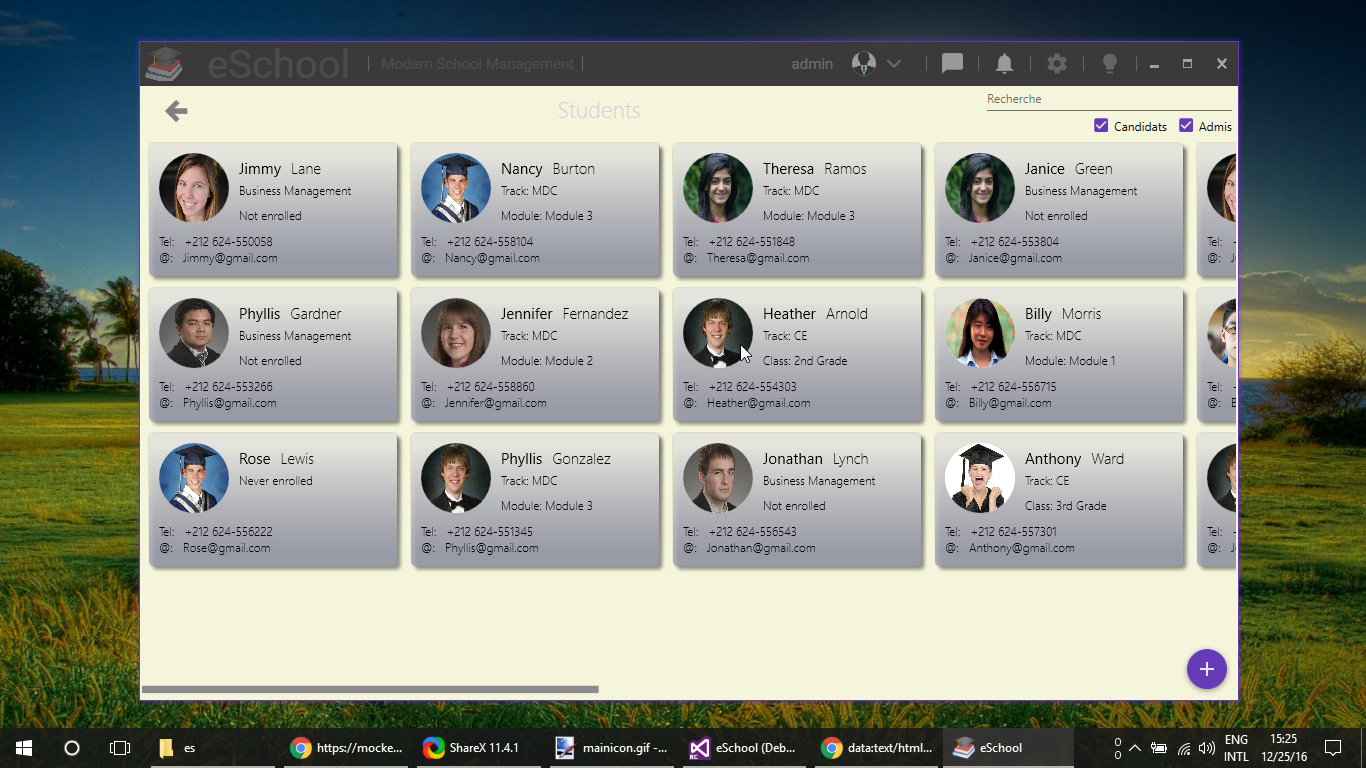 eSchool
Modern School Management
admin
Students
Recherche
Candidats Admis
Jimmy Lane
Business Management
Not enrolled
Tel: +212 624-550058
@: Jimmy@gmail.com
Nancy Burton
Track: MDC
Module: Module 3
Tel: +212 624-558104
@: Nancy@gmail.com
Theresa Ramos
Track: MDC
Module: Module 3
Tel: +212 624-551848
@: Theresa@gmail.com
Janice Green
Business Management
Not enrolled
Tel: +212 624-553804
@: Janice@gmail.com
Tel:
@:
Phyllis Gardner
Business Management
Not enrolled
Tel: +212 624-553266
@: Phyllis@gmail.com
Jennifer Fernandez
Track: MDC
Module: Module 2
Tel: +212 624-558860
@: Jennifer@gmail.com
Heather Arnold
Track: CE
Class: 2nd Grade
Tel: +212 624-554303
@: Heather@gmail.com
Billy Morris
Track: MDC
Module: Module 1
Tel: +212 624-556715
@: Billy@gmail.com
Tel:
@:
Rose Lewis
Never enrolled
Tel: +212 624-556222
@: Rose@gmail.com
Phyllis Gonzalez
Track: MDC
Module: Module 3
Tel: +212 624-551345
@: Phyllis@gmail.com
Jonathan Lynch
Business Management
Not enrolled
Tel: +212 624-556543
@: Jonathan@gmail.com
Anthony Ward
Track: CE
Class: 3rd Grade
Tel: +212 624-557301
@: Anthony@gmail.com
Tel:
@:
es
https://mocke...
ShareX 11.4.1
mainicon.gif -...
RC
eSchool (Deb...
data:text/html...
eSchool
0
0
ENG
INTL
15:25
12/25/16